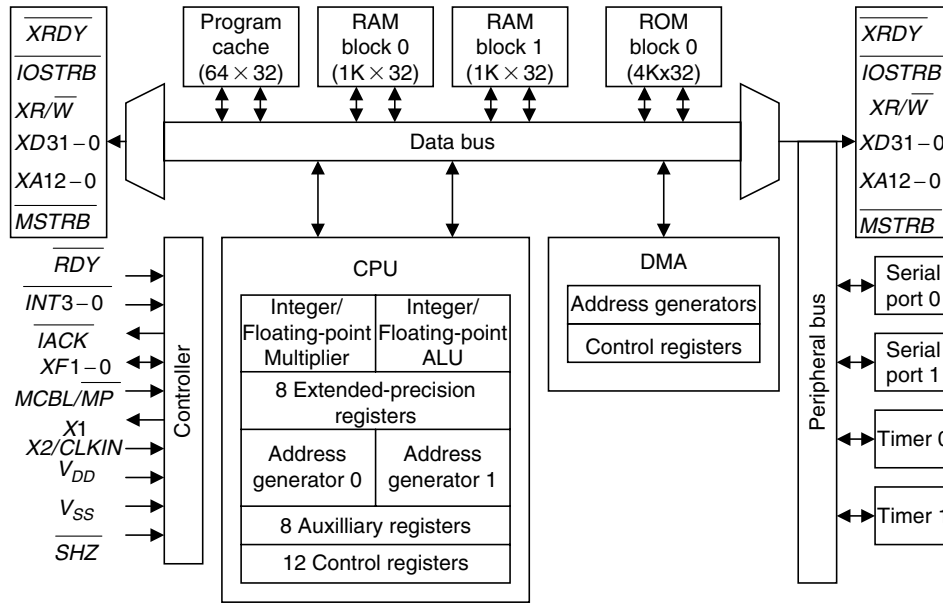 XRDY
IOSTRB
XR/W
XD31–0
XA12–0
MSTRB
Program
cache
(64 × 32)
RAM
block 0
(1K × 32)
RAM
block 1
(1K × 32)
ROM
block 0
(4Kx32)
Data bus
XRDY
IOSTRB
XR/W
XD31–0
XA12–0
MSTRB
RDY
INT3–0
IACK
XF1–0
MCBL/MP
X1
X2/CLKIN
VDD
VSS
SHZ
Controller
CPU
Integer/
Floating-point
Multiplier
Integer/
Floating-point
ALU
8 Extended-precision
registers
Address
generator 0
Address
generator 1
8 Auxilliary registers
12 Control registers
DMA
Address generators
Control registers
Peripheral bus
Serial
port 0
Serial
port 1
Timer 0
Timer 1